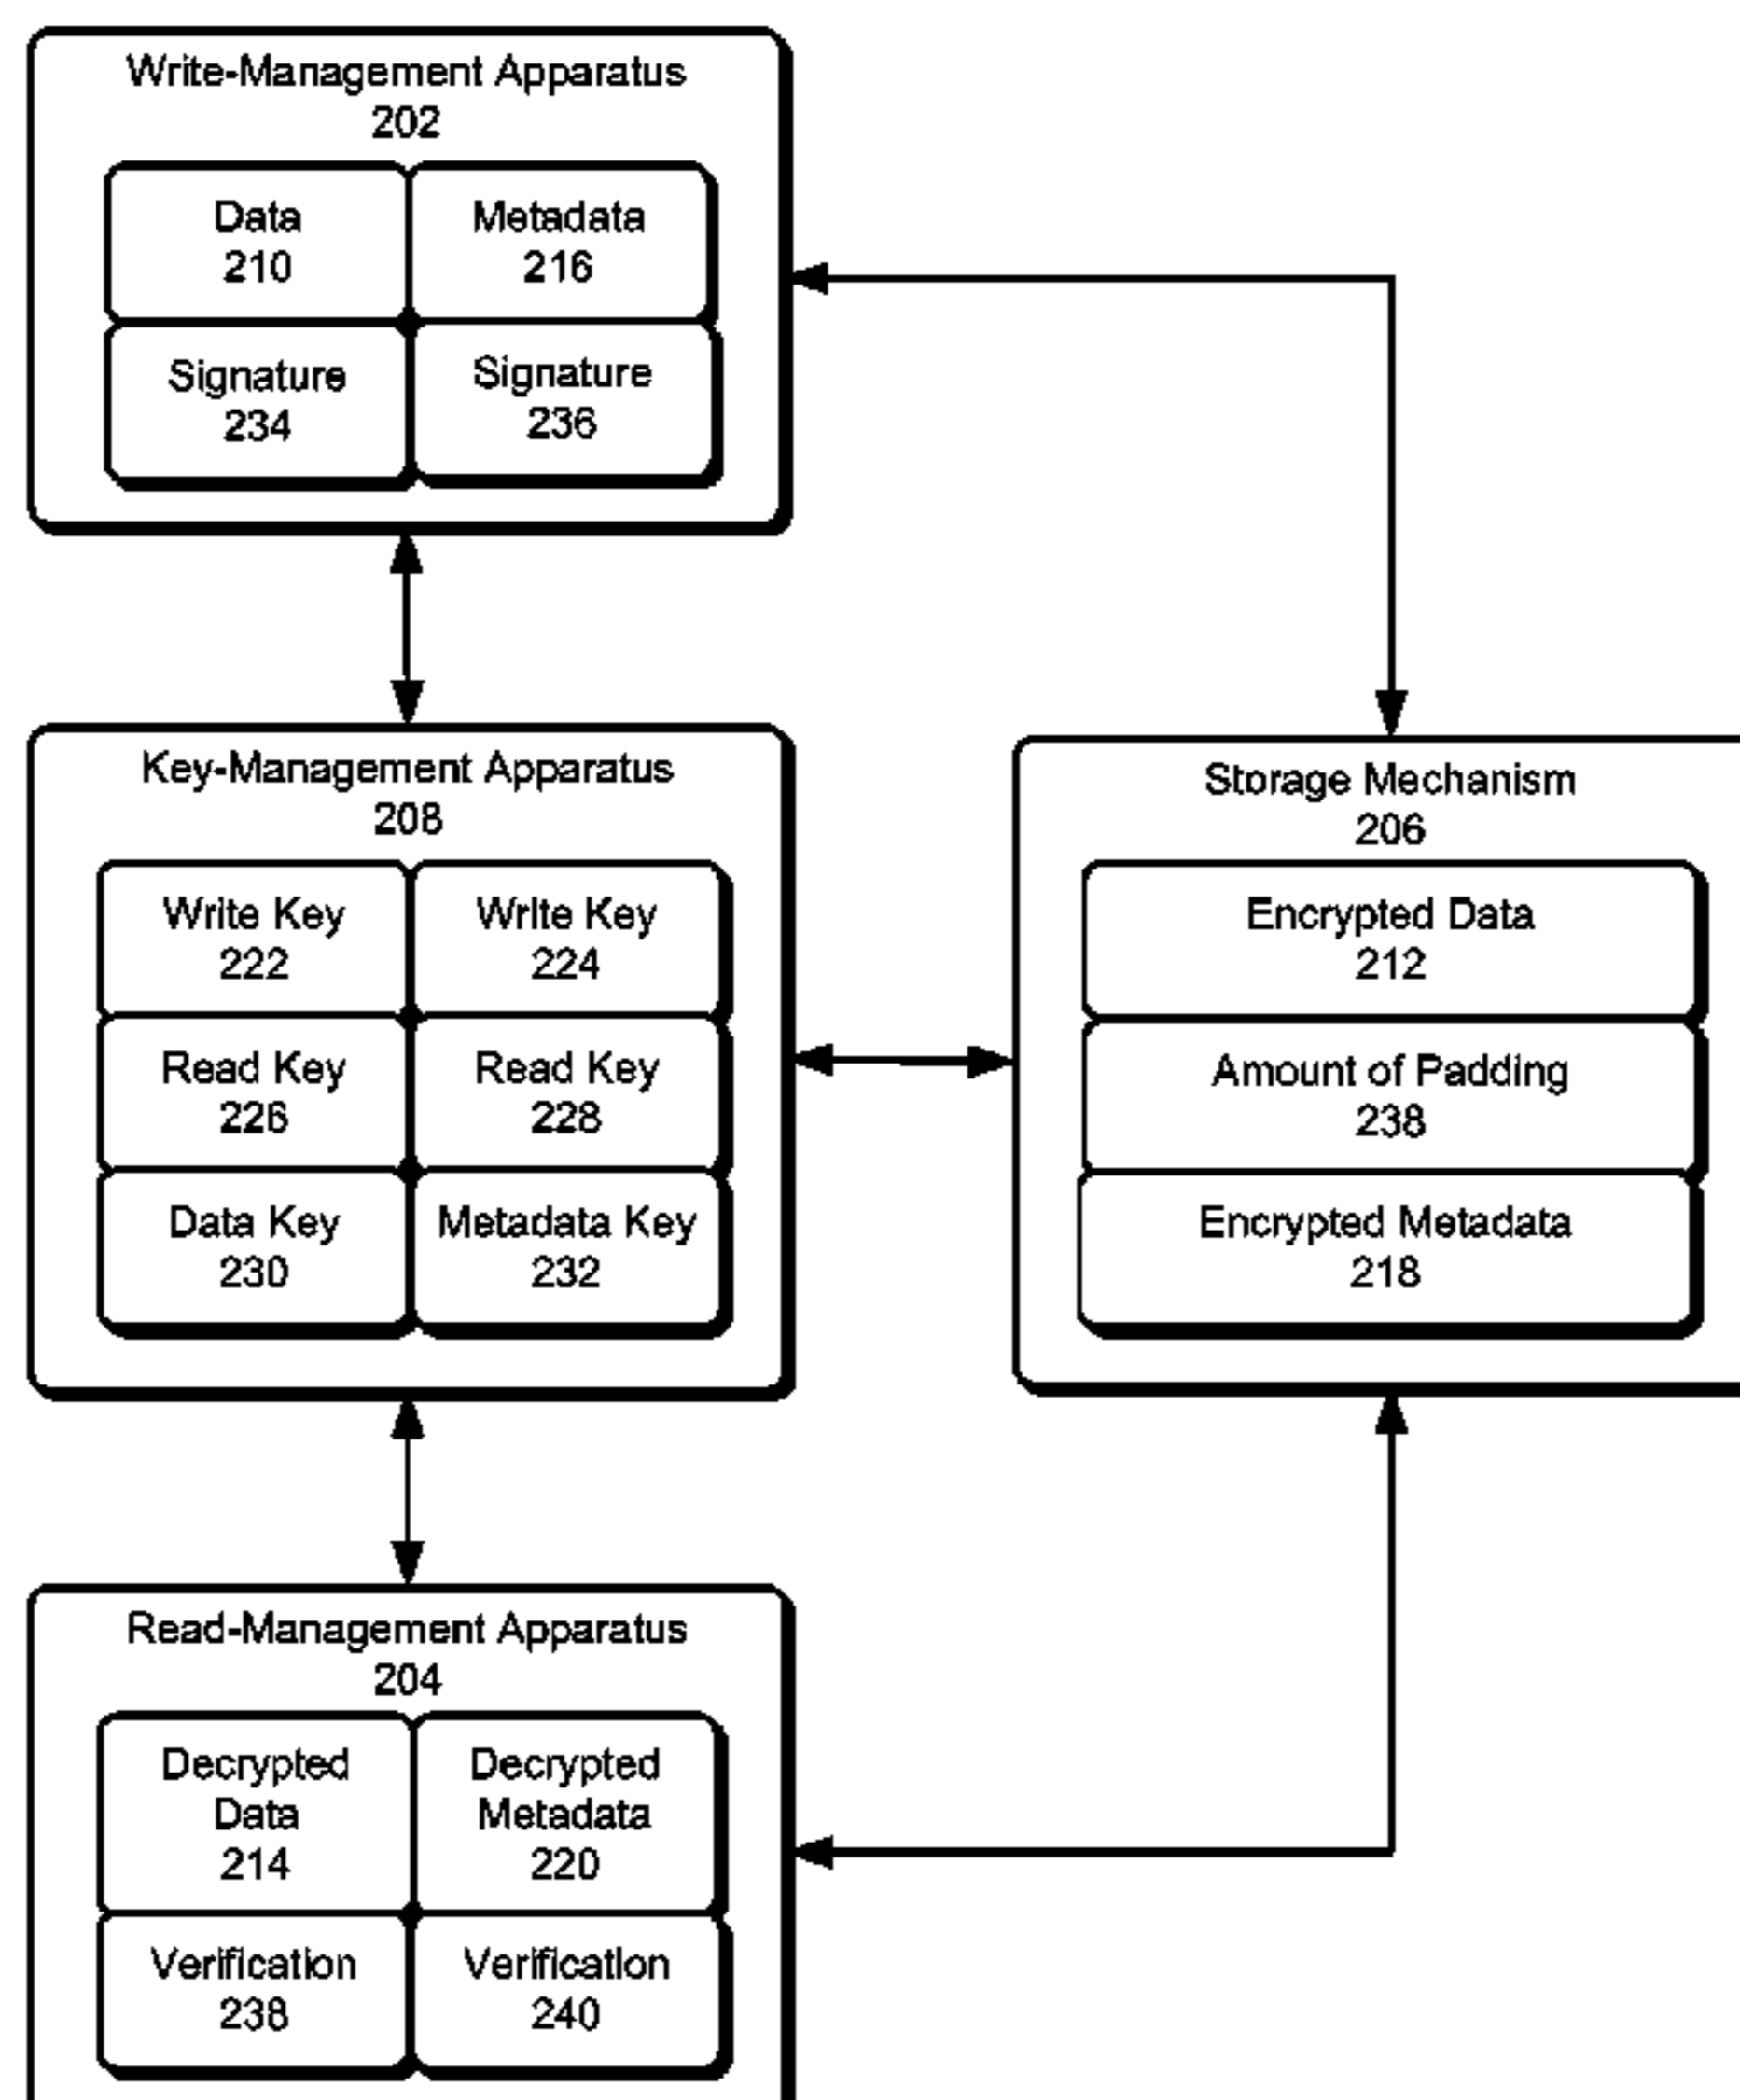 Write-Management Apparatus
202
Data
210
Metadata
216
Signature
234
Signature
236
Key-Management Apparatus
208
Write Key
222
Write Key
224
Read Key
226
Read Key
228
Data Key
230
Metadata Key
232
Storage Mechanism
206
Encrypted Data
212
Amount of Padding
238
Encrypted Metadata
218
Read-Management Apparatus
204
Decrypted
Data
214
Decrypted
Metadata
220
Verification
238
Verification
240